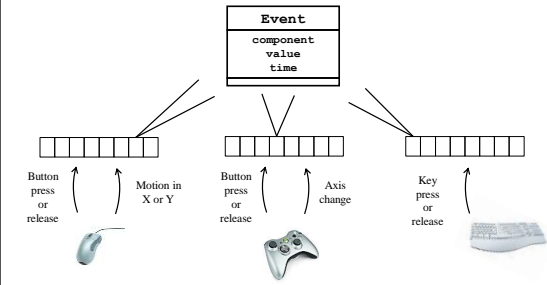 Event
component
value
time
Button
press
or
release
Motion in
X or Y
Button
press
or
release
Axis
change
Key
press
or
release